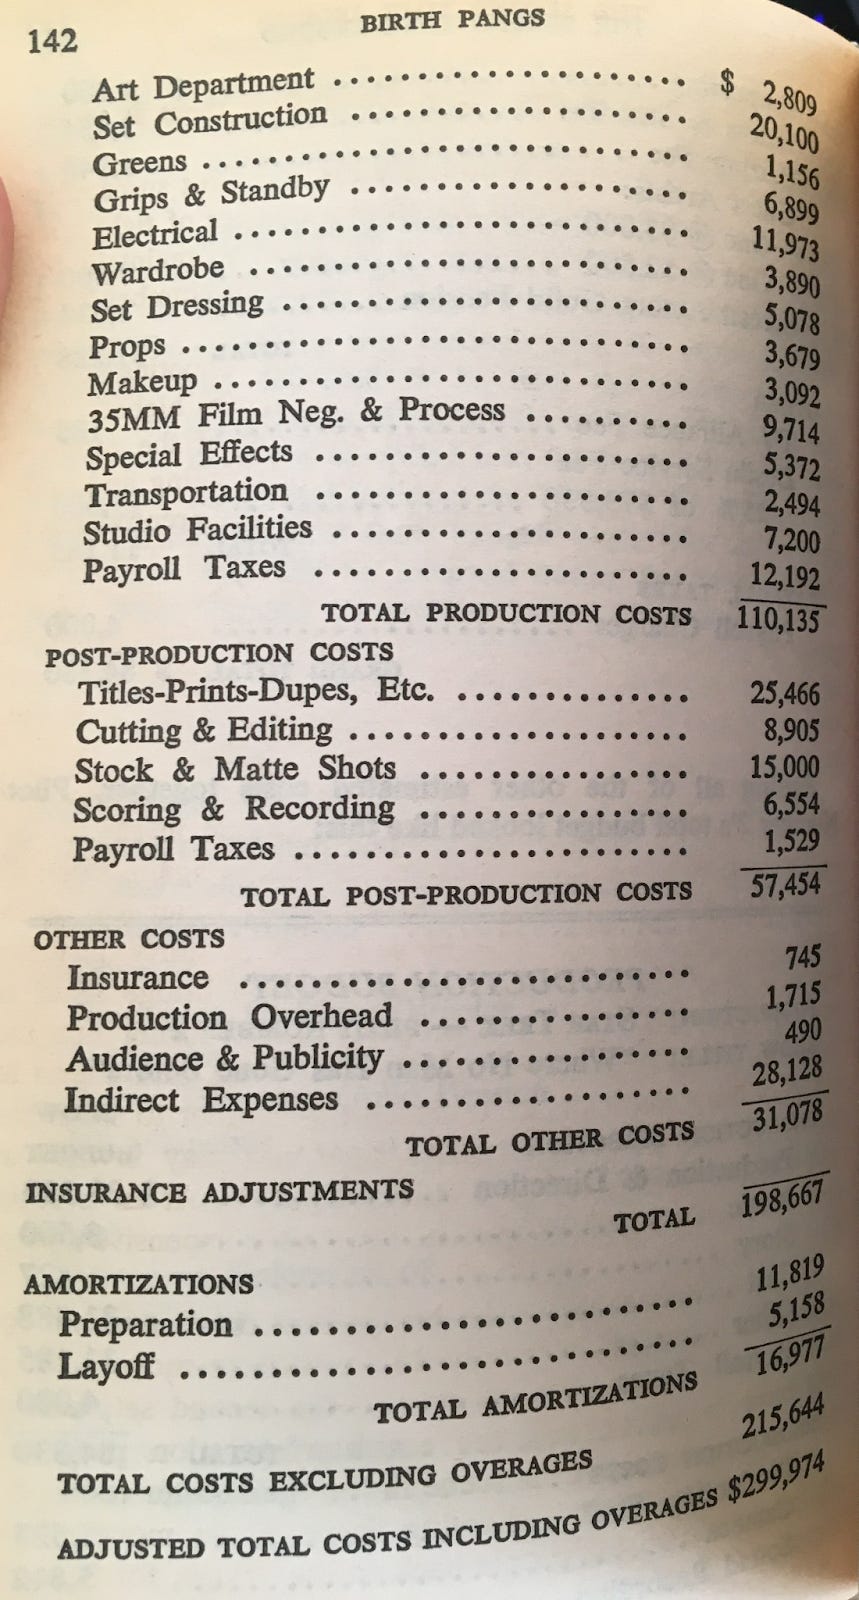 142 BIRTH PANGS
Art Department .................... $ 2,809
Set Construction .................. 20,100
Greens ............................ 1,156
Grips & Standby ................... 6,899
Electrical ........................ 11,973
Wardrobe .......................... 3,890
Set Dressing ...................... 5,078
Props ............................. 3,679
Makeup ............................ 3,092
35MM Film Neg. & Process .......... 9,714
Special Effects ................... 5,372
Transportation .................... 2,494
Studio Facilities ................. 7,200
Payroll Taxes ..................... 12,192
TOTAL PRODUCTION COSTS 110,135
POST-PRODUCTION COSTS
Titles-Prints-Dupes, Etc. ............. 25,466
Cutting & Editing .................... 8,905
Stock & Matte Shots ................ 15,000
Scoring & Recording ................ 6,554
Payroll Taxes ....................... 1,529
TOTAL POST-PRODUCTION COSTS 57,454
OTHER COSTS
Insurance .......................... 745
Production Overhead ................ 1,715
Audience & Publicity ................ 490
Indirect Expenses ................... 28,128
TOTAL OTHER COSTS 31,078
INSURANCE ADJUSTMENTS
TOTAL 198,667
AMORTIZATIONS
Preparation .......................... 11,819
Layoff .............................. 5,158
TOTAL AMORTIZATIONS 16,977
TOTAL COSTS EXCLUDING OVERAGES 215,644
ADJUSTED TOTAL COSTS INCLUDING OVERAGES $299,974